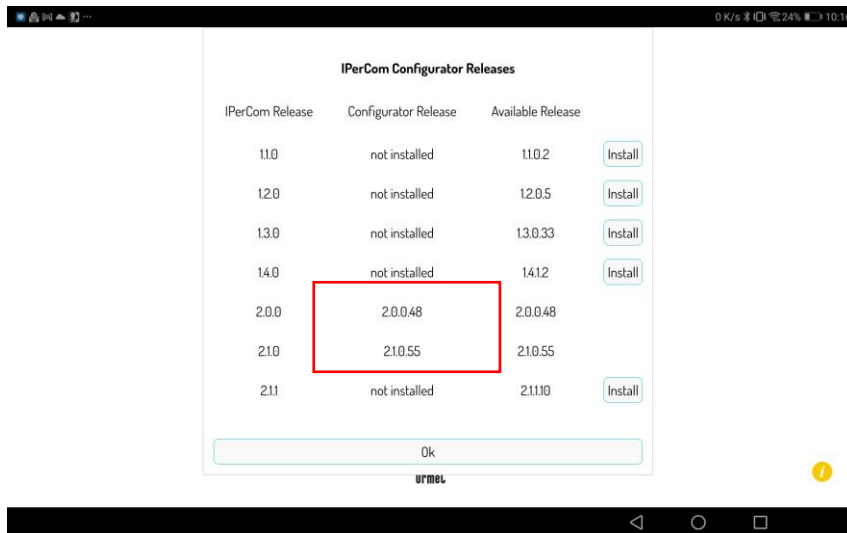 0 K/s 24% 10:16
IPerCom Configurator Releases
IPerCom Release Configurator Release Available Release
1.1.0 not installed 1.1.0.2 Install
1.2.0 not installed 1.2.0.5 Install
1.3.0 not installed 1.3.0.33 Install
1.4.0 not installed 1.4.1.2 Install
2.0.0 2.0.0.48 2.0.0.48
2.1.0 2.1.0.55 2.1.0.55
2.1.1 not installed 2.1.1.10 Install
Ok
urmet
i